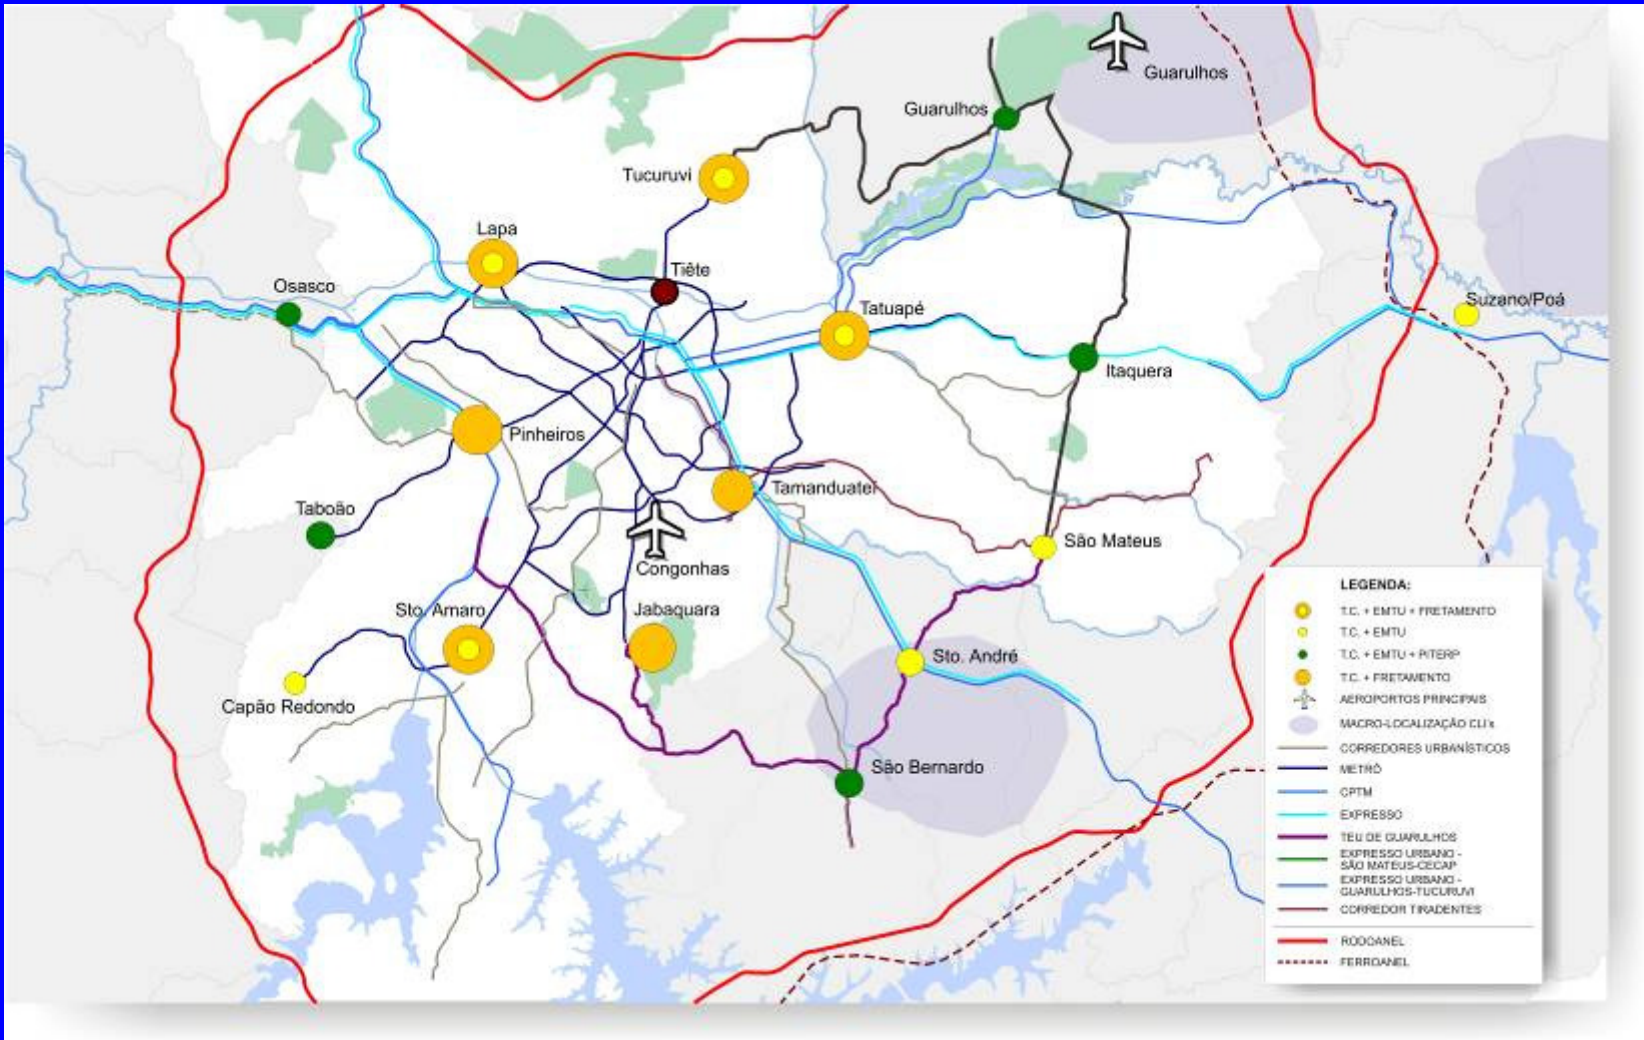 Guarulhos
Guarulhos
Tucuruvi
Lapa
Tiête
Osasco
Suzano/Poá
Tatuapé
Itaquera
Pinheiros
Tamanduateí
Taboão
São Mateus
Congonhas
Sto. Amaro
Jabaquara
Sto. André
Capão Redondo
São Bernardo
LEGENDA:
T.C. + EMTU + FRETAMENTO
T.C. + EMTU
T.C. + EMTU + PITERP
T.C. + FRETAMENTO
AEROPORTOS PRINCIPAIS
MACRO-LOCALIZAÇÃO CLI's
CORREDORES URBANÍSTICOS
METRÔ
CPTM
EXPRESSO
TEU DE GUARULHOS
EXPRESSO URBANO -
SÃO MATEUS-CECAP
EXPRESSO URBANO -
GUARULHOS-TUCURUVI
CORREDOR TIRADENTES
RODOANEL
FERROANEL